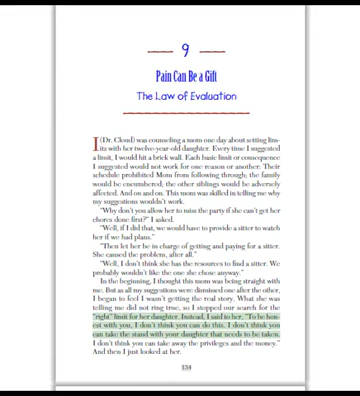 9
Pain Can Be a Gift
The Law of Evaluation
I (Dr. Cloud) was counseling a mom one day about setting lim-
its with her twelve-year-old daughter. Every time I suggested
a limit, I would hit a brick wall. Each basic limit or consequence
I suggested would not work for one reason or another: Their
schedule prohibited Mom from following through; the family
would be encumbered; the other siblings would be adversely
affected. And on and on. This mom was skilled in telling me why
my suggestions wouldn't work.
"Why don't you allow her to miss the party if she can't get her
chores done first?" I asked.
"Well, if I did that, we would have to provide a sitter to watch
her if we had plans."
"Then let her be in charge of getting and paying for a sitter.
She caused the problem, after all."
"Well, I don't think she has the resources to find a sitter. We
probably wouldn't like the one she chose anyway."
In the beginning, I thought this mom was being straight with
me. But as all my suggestions were dismissed one after the other,
I began to feel I wasn't getting the real story. What she was
telling me did not ring true, so I stopped our search for the
"right" limit for her daughter. Instead, I said to her, "To be hon-
est with you, I don't think you can do this. I don't think you
can take the stand with your daughter that needs to be taken.
I don't think you can take away the privileges and the money."
And then I just looked at her.
134